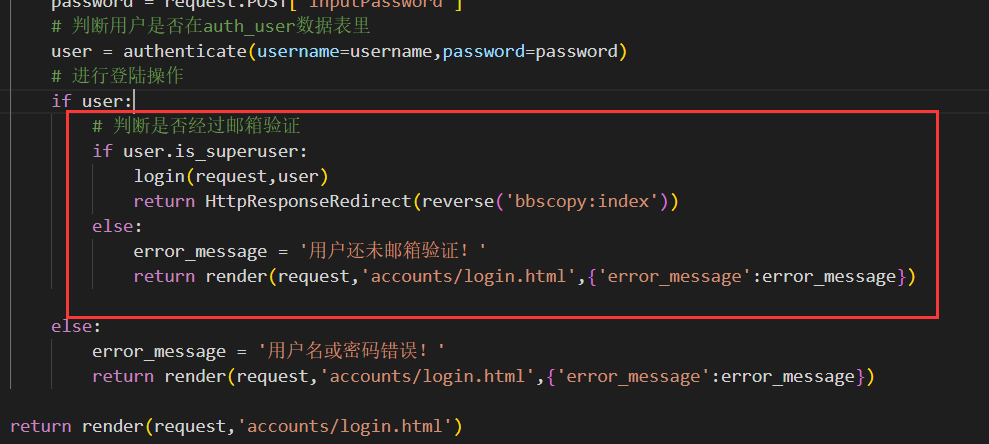 password = request.POST['inputPassword']
# 判断用户是否在auth_user数据表里
user = authenticate(username=username,password=password)
# 进行登陆操作
if user:
# 判断是否经过邮箱验证
if user.is_superuser:
login(request,user)
return HttpResponseRedirect(reverse('bbscopy:index'))
else:
error_message = '用户还未邮箱验证！'
return render(request,'accounts/login.html',{'error_message':error_message})
else:
error_message = '用户名或密码错误！'
return render(request,'accounts/login.html',{'error_message':error_message})
return render(request,'accounts/login.html')